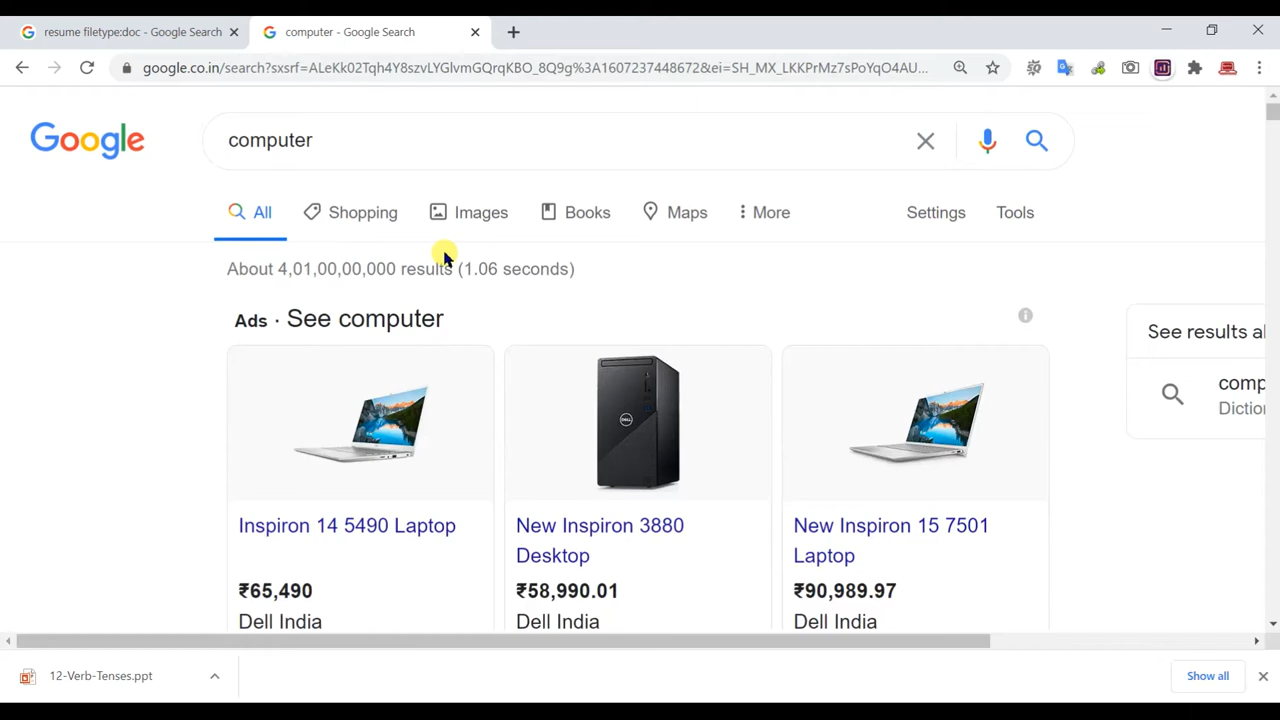 resume filetype:doc - Google Search
computer - Google Search
google.co.in/search?sxsrf=ALeKk02Tqh4Y8szvLYGlvmGQrqKBO_8Q9g%3A1607237448672&ei=SH_MX_LKKPrMz7sPoYqO4AU...
Google
computer
All Shopping Images Books Maps More Settings Tools
About 4,01,00,00,000 results (1.06 seconds)
Ads · See computer
See results a
comp
Dictio
DELL
Inspiron 14 5490 Laptop
₹65,490
Dell India
New Inspiron 3880
Desktop
₹58,990.01
Dell India
New Inspiron 15 7501
Laptop
₹90,989.97
Dell India
12-Verb-Tenses.ppt
Show all